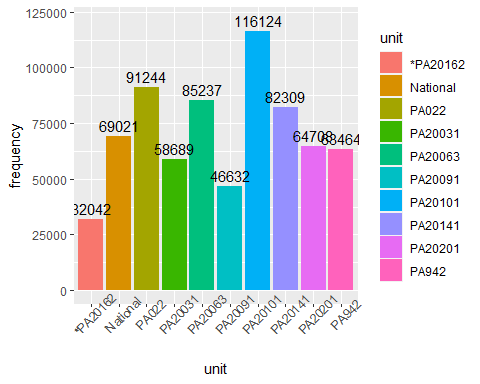 125000
100000
75000
50000
25000
0
frequency
32042
69021
91244
58689
85237
46632
116124
82309
64708
63464
*PA20162
National
PA022
PA20031
PA20063
PA20091
PA20101
PA20141
PA20201
PA942
unit
unit
*PA20162
National
PA022
PA20031
PA20063
PA20091
PA20101
PA20141
PA20201
PA942